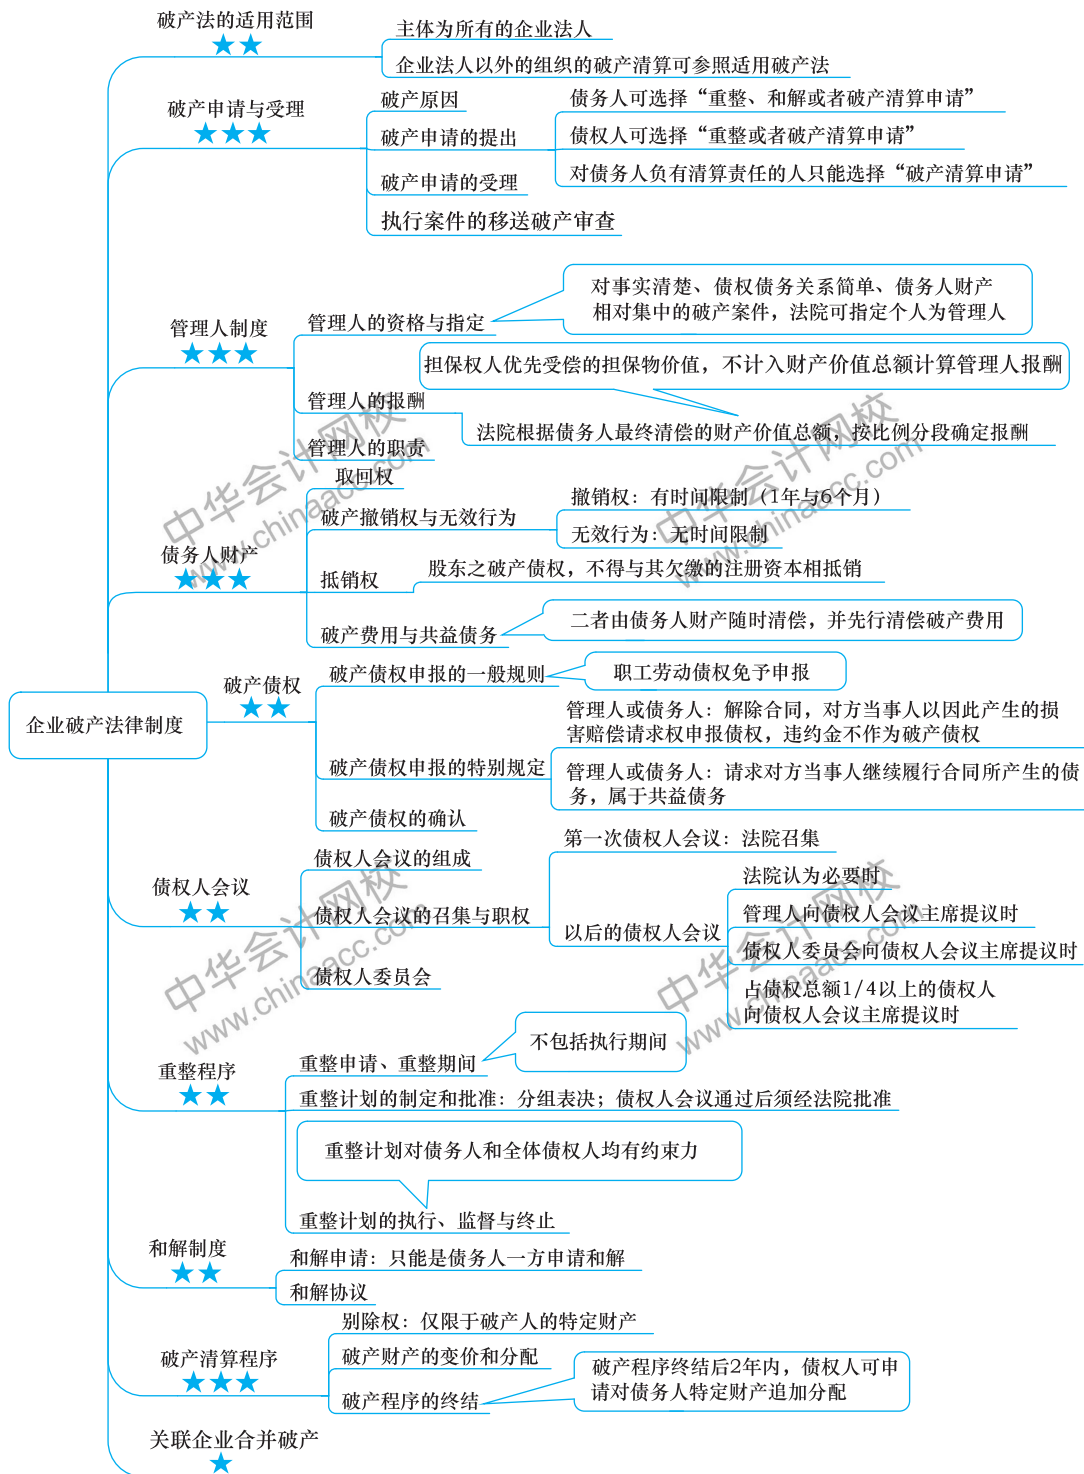 破产法的适用范围
主体为所有的企业法人
企业法人以外的组织的破产清算可参照适用破产法
破产申请与受理
破产原因
破产申请的提出
债务人可选择“重整、和解或者破产清算申请”
债权人可选择“重整或者破产清算申请”
对债务人负有清算责任的人只能选择“破产清算申请”
破产申请的受理
执行案件的移送破产审查
管理人制度
管理人的资格与指定
对事实清楚、债权债务关系简单、债务人财产
相对集中的破产案件，法院可指定个人为管理人
担保权人优先受偿的担保物价值，不计入财产价值总额计算管理人报酬
管理人的报酬
法院根据债务人最终清偿的财产价值总额，按比例分段确定报酬
管理人的职责
债务人财产
取回权
破产撤销权与无效行为
撤销权：有时间限制（1年与6个月）
无效行为：无时间限制
抵销权
股东之破产债权，不得与其欠缴的注册资本相抵销
破产费用与共益债务
二者由债务人财产随时清偿，并先行清偿破产费用
企业破产法律制度
破产债权
破产债权申报的一般规则
职工劳动债权免予申报
破产债权申报的特别规定
管理人或债务人：解除合同，对方当事人以因此产生的损
害赔偿请求权申报债权，违约金不作为破产债权
管理人或债务人：请求对方当事人继续履行合同所产生的债
务，属于共益债务
破产债权的确认
债权人会议
债权人会议的组成
债权人会议的召集与职权
第一次债权人会议：法院召集
以后的债权人会议
法院认为必要时
管理人向债权人会议主席提议时
债权人委员会向债权人会议主席提议时
占债权总额1/4以上的债权人
向债权人会议主席提议时
债权人委员会
重整程序
重整申请、重整期间
不包括执行期间
重整计划的制定和批准：分组表决；债权人会议通过后须经法院批准
重整计划对债务人和全体债权人均有约束力
重整计划的执行、监督与终止
和解制度
和解申请：只能是债务人一方申请和解
和解协议
破产清算程序
别除权：仅限于破产人的特定财产
破产财产的变价和分配
破产程序的终结
破产程序终结后2年内，债权人可申
请对债务人特定财产追加分配
关联企业合并破产
中华会计网校
www.chinaacc.com
中华会计网校
www.chinaacc.com
中华会计网校
www.chinaacc.com
中华会计网校
www.chinaacc.com